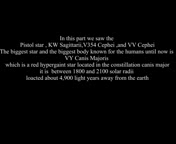 In this part we saw the
Pistol star , KW Sagittarii,V354 Cephei ,and VV Cephei
The biggest star and the biggest body known for the humans until now is
VY Canis Majoris
which is a red hypergaint star located in the constillation canis major
it is between 1800 and 2100 solar radii
loacted about 4,900 light years away from the earth